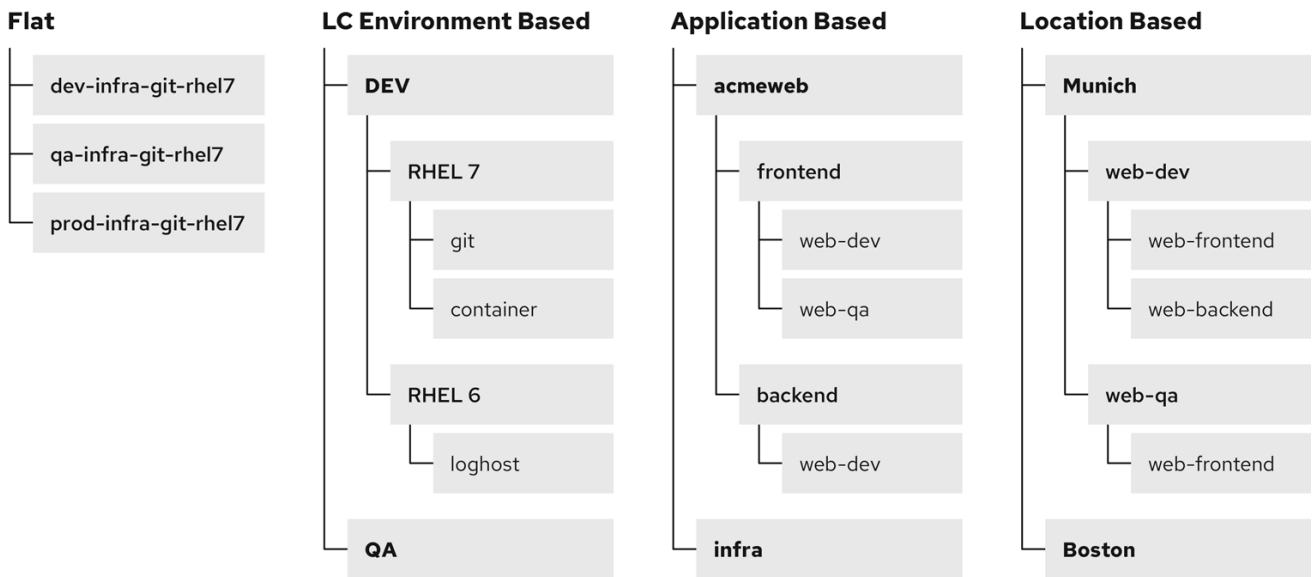 Flat
dev-infra-git-rhel7
qa-infra-git-rhel7
prod-infra-git-rhel7
LC Environment Based
DEV
RHEL 7
git
container
RHEL 6
loghost
QA
Application Based
acmeweb
frontend
web-dev
web-qa
backend
web-dev
infra
Location Based
Munich
web-dev
web-frontend
web-backend
web-qa
web-frontend
Boston